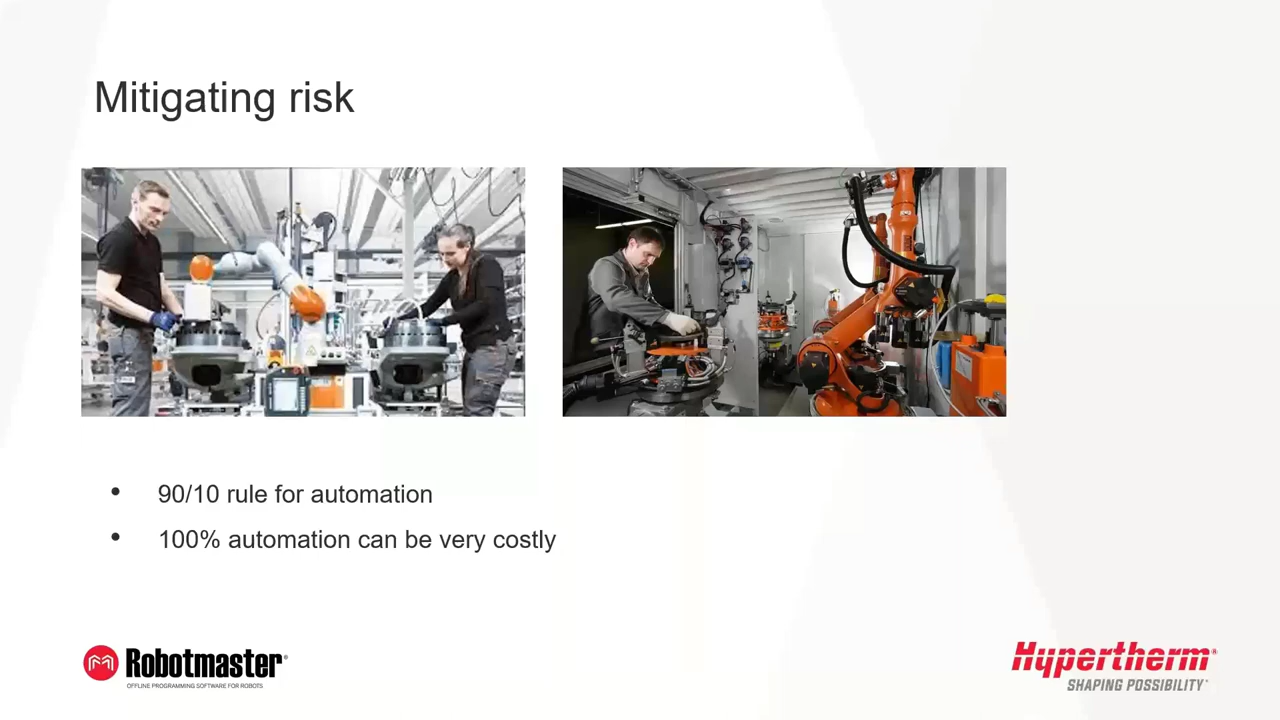 Mitigating risk
• 90/10 rule for automation
• 100% automation can be very costly
Robotmaster®
OFFLINE PROGRAMMING SOFTWARE FOR ROBOTS
Hypertherm®
SHAPING POSSIBILITY®